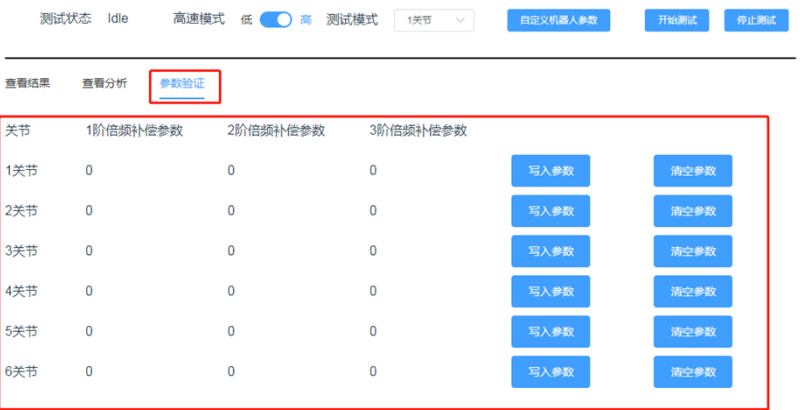 测试状态 Idle 高速模式 低 高 测试模式 1关节 自定义机器人参数 开始测试 停止测试
查看结果 查看分析 参数验证
关节 1阶倍频补偿参数 2阶倍频补偿参数 3阶倍频补偿参数
1关节 0 0 0 写入参数 清空参数
2关节 0 0 0 写入参数 清空参数
3关节 0 0 0 写入参数 清空参数
4关节 0 0 0 写入参数 清空参数
5关节 0 0 0 写入参数 清空参数
6关节 0 0 0 写入参数 清空参数